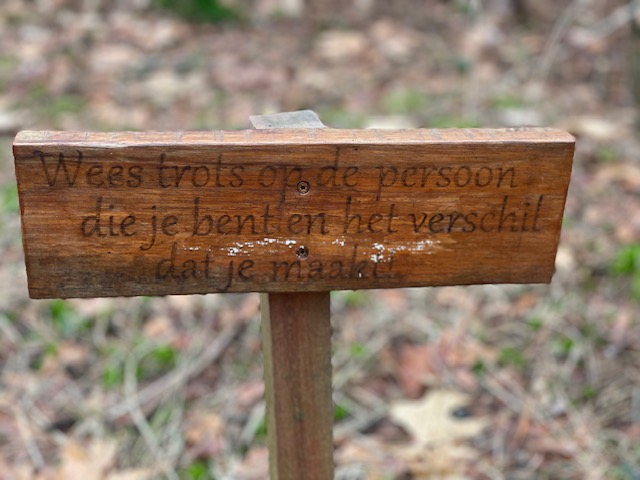 Wees trots op de persoon
die je bent en het verschil
dat je maakt!